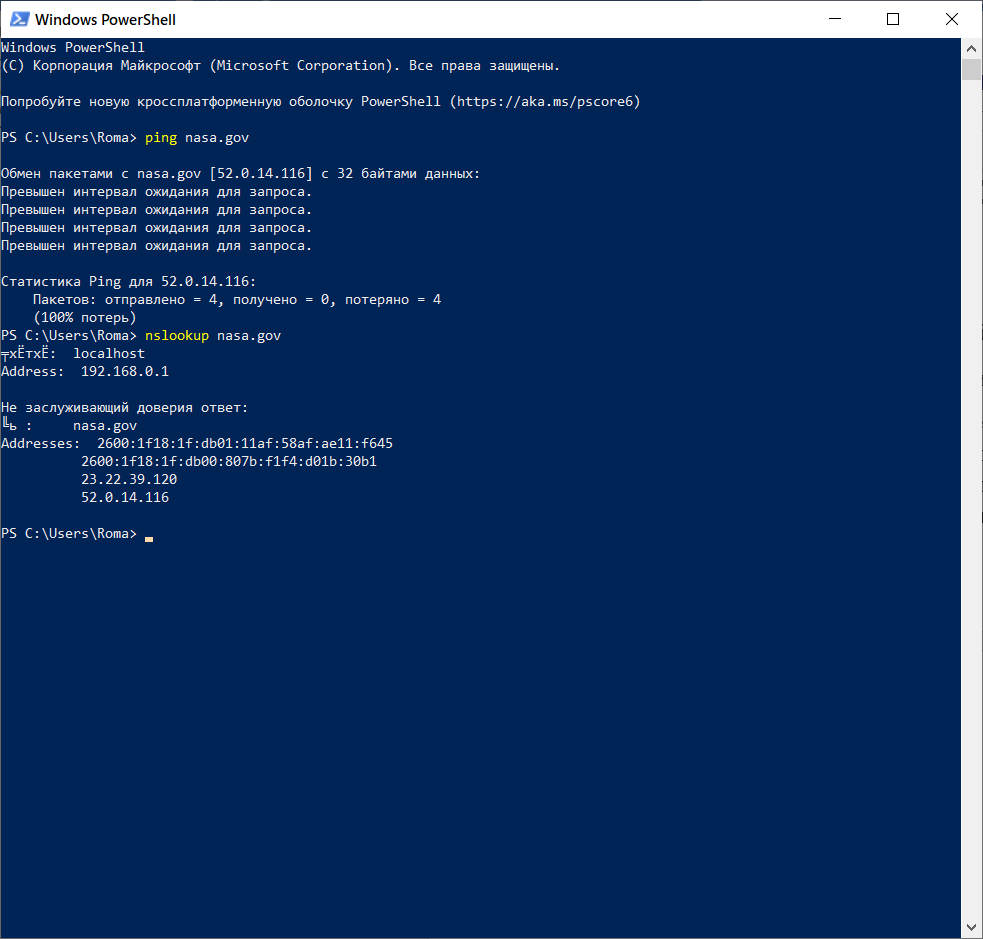 Windows PowerShell
Windows PowerShell
(C) Корпорация Майкрософт (Microsoft Corporation). Все права защищены.
Попробуйте новую кроссплатформенную оболочку PowerShell (https://aka.ms/pscore6)
PS C:\Users\Roma> ping nasa.gov
Обмен пакетами с nasa.gov [52.0.14.116] с 32 байтами данных:
Превышен интервал ожидания для запроса.
Превышен интервал ожидания для запроса.
Превышен интервал ожидания для запроса.
Превышен интервал ожидания для запроса.
Статистика Ping для 52.0.14.116:
    Пакетов: отправлено = 4, получено = 0, потеряно = 4
    (100% потерь)
PS C:\Users\Roma> nslookup nasa.gov
╤хЁтхЁ:  localhost
Address:  192.168.0.1
Не заслуживающий доверия ответ:
╚ь :     nasa.gov
Addresses:  2600:1f18:1f:db01:11af:58af:ae11:f645
          2600:1f18:1f:db00:807b:f1f4:d01b:30b1
          23.22.39.120
          52.0.14.116
PS C:\Users\Roma>